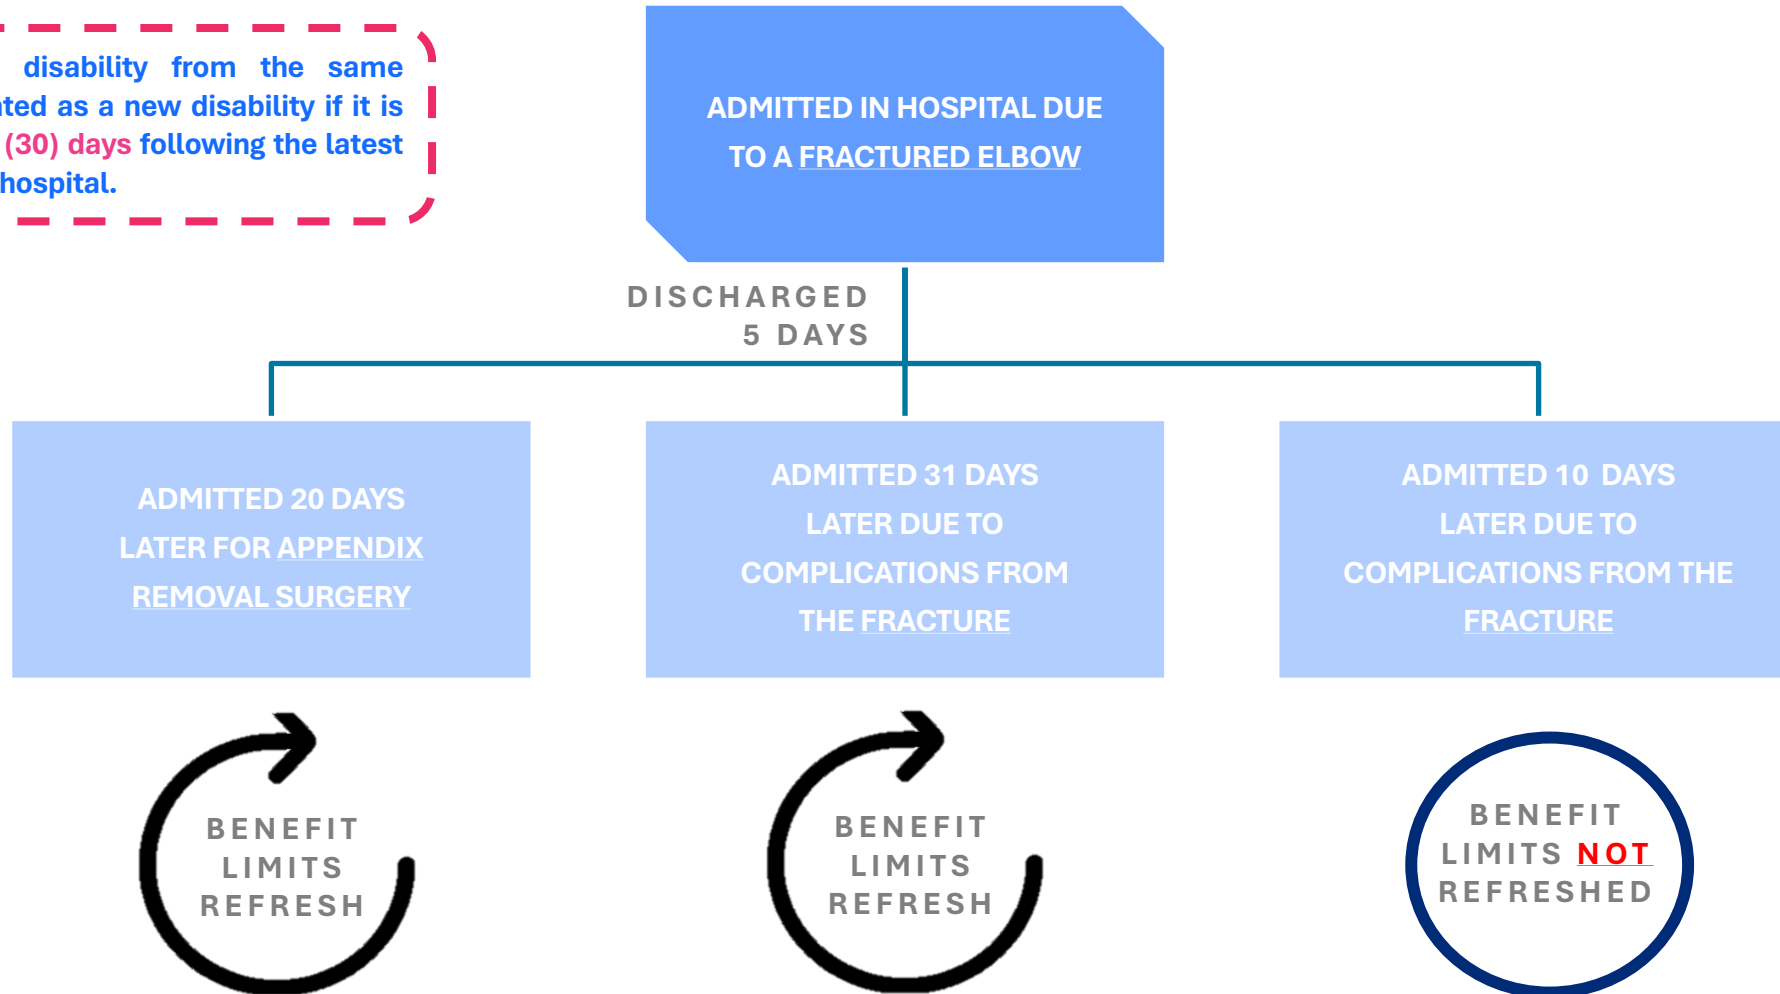 disability from the same
ated as a new disability if it is
(30) days following the latest
hospital.
ADMITTED IN HOSPITAL DUE
TO A FRACTURED ELBOW
DISCHARGED
5 DAYS
ADMITTED 20 DAYS
LATER FOR APPENDIX
REMOVAL SURGERY
ADMITTED 31 DAYS
LATER DUE TO
COMPLICATIONS FROM
THE FRACTURE
ADMITTED 10 DAYS
LATER DUE TO
COMPLICATIONS FROM THE
FRACTURE
BENEFIT
LIMITS
REFRESH
BENEFIT
LIMITS
REFRESH
BENEFIT
LIMITS NOT
REFRESHED